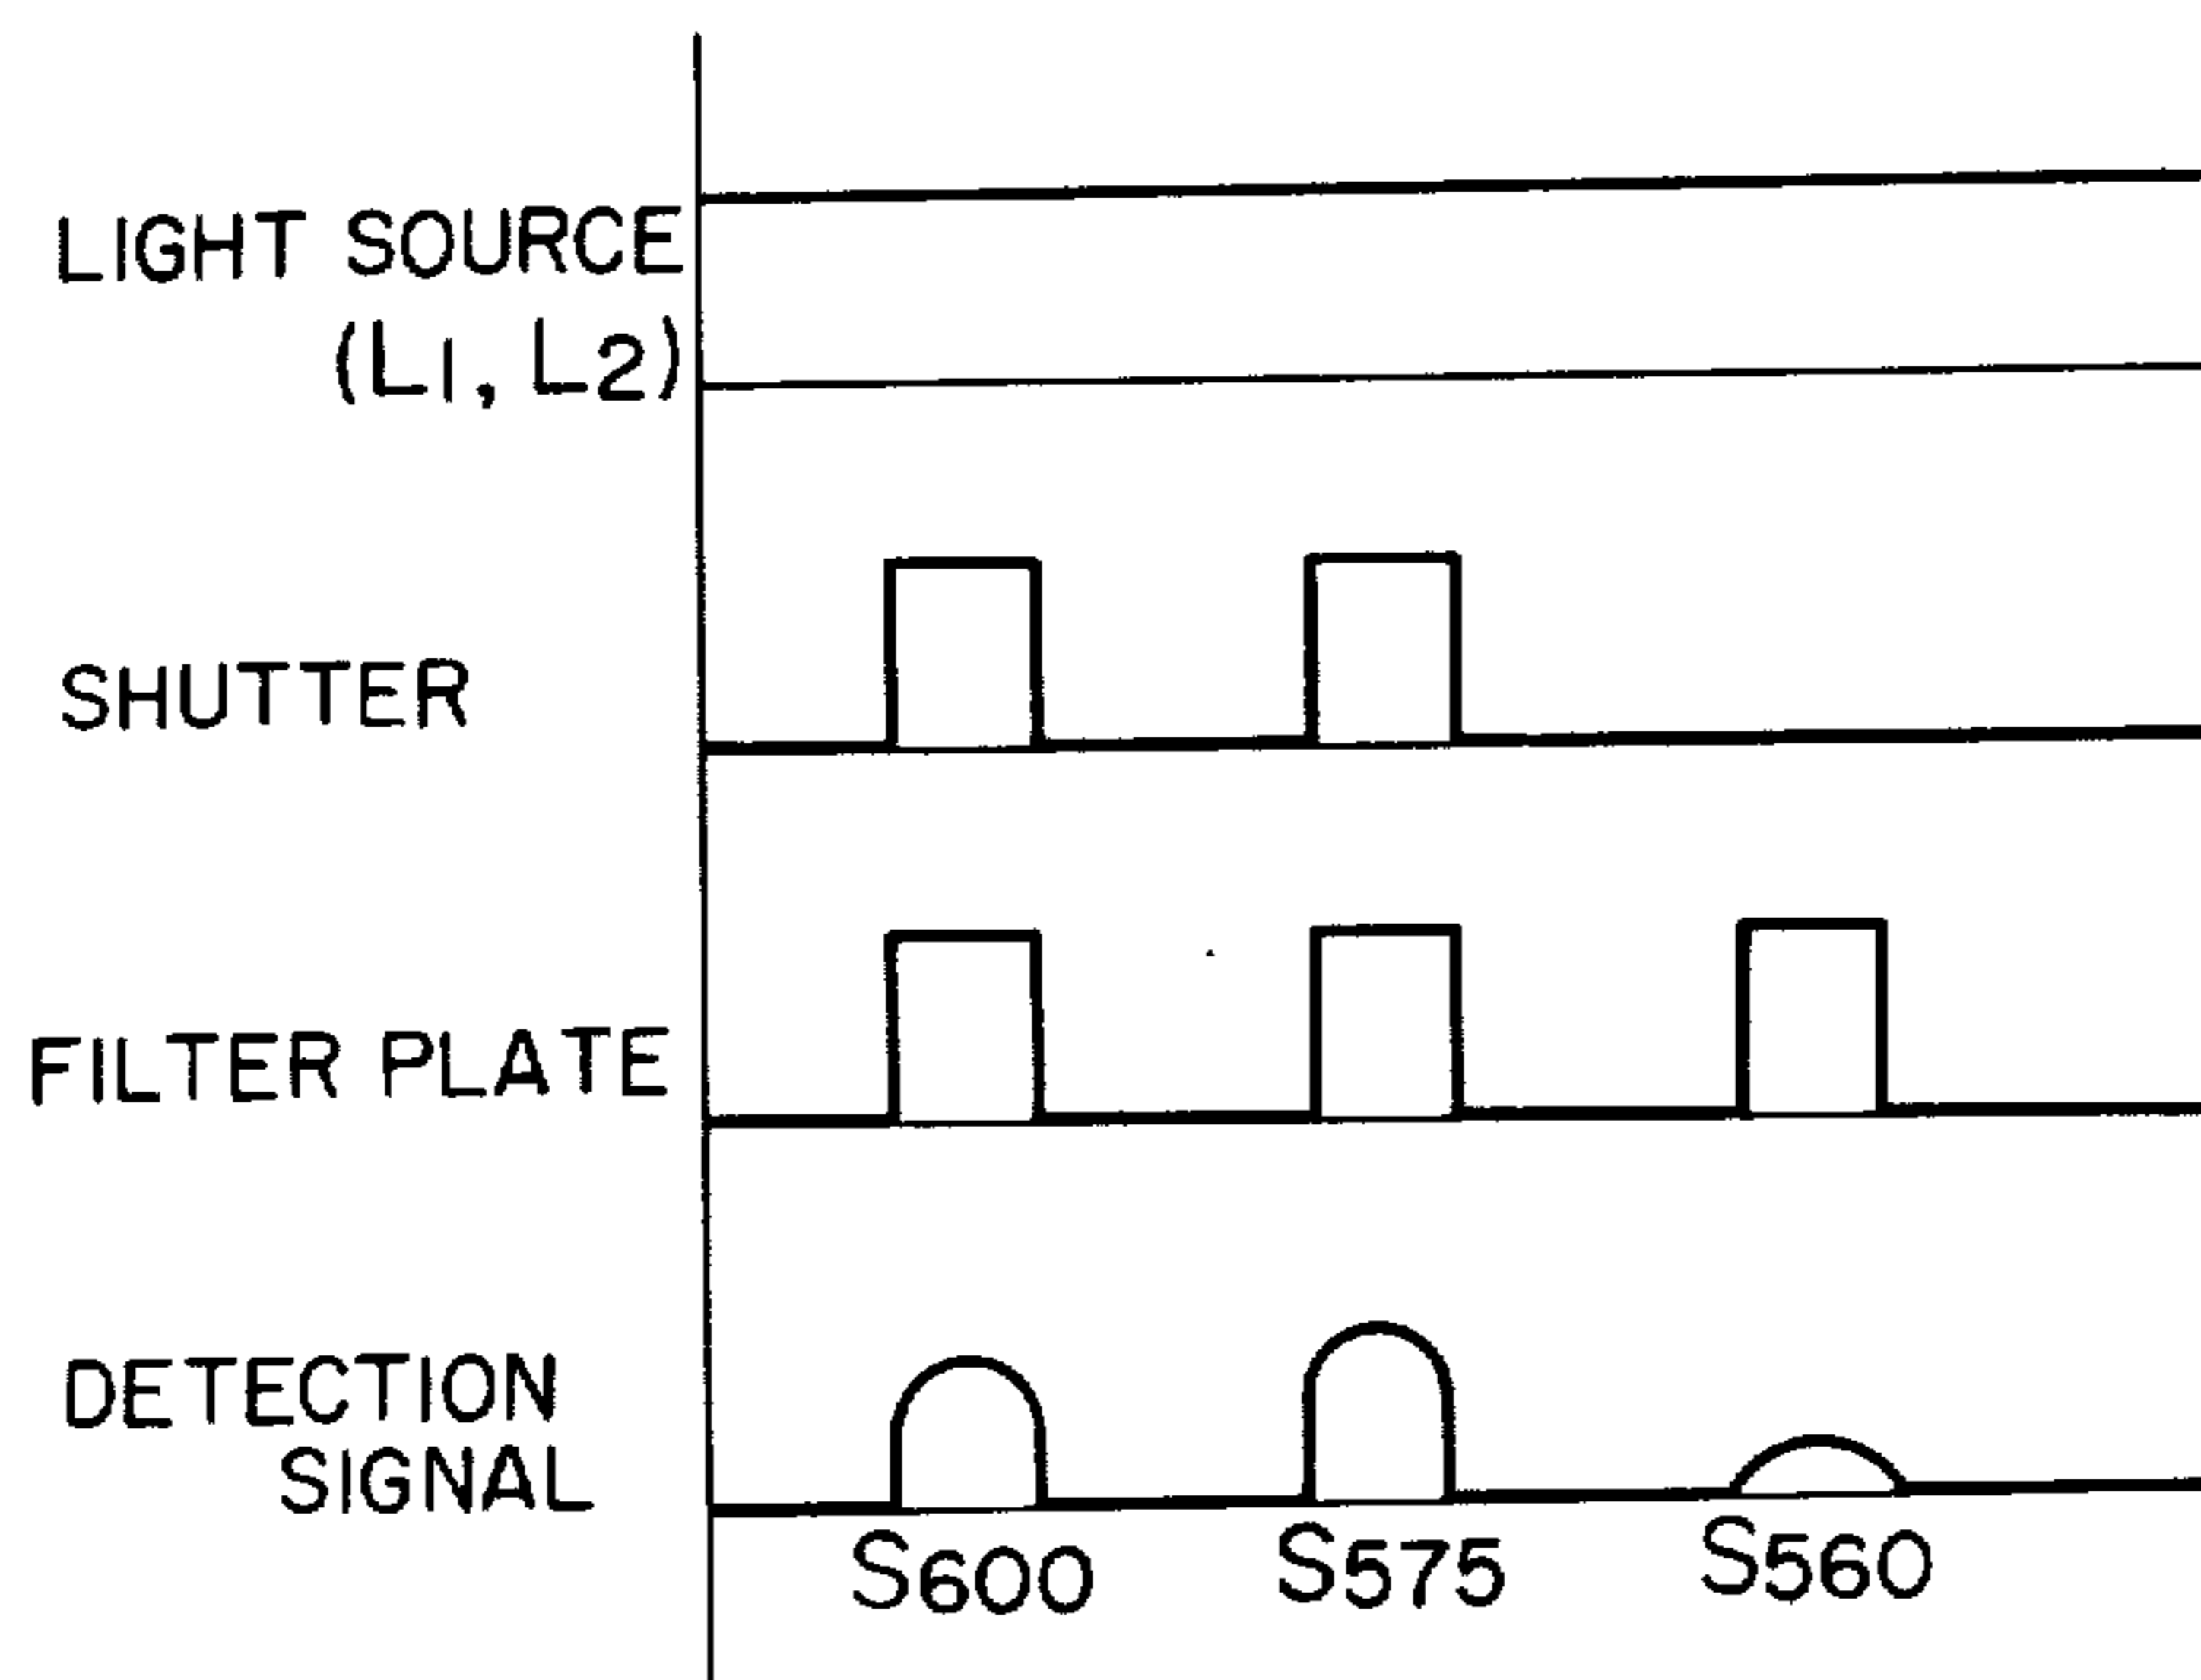 LIGHT SOURCE
(L1, L2)
SHUTTER
FILTER PLATE
DETECTION
SIGNAL
S600 S575 S560